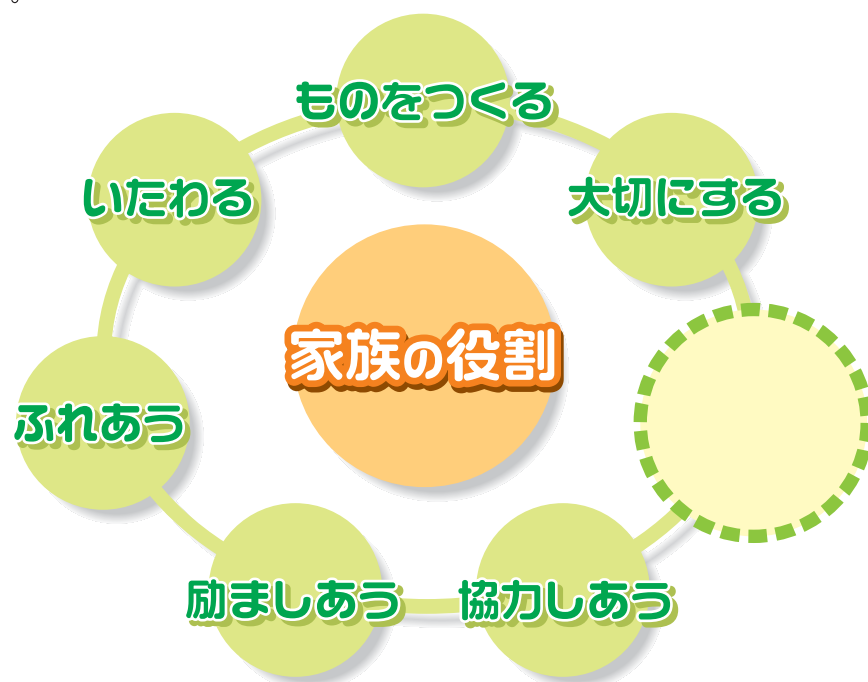 。
ものをつくる
いたわる
大切にする
家族の役割
ふれあう
励ましあう
協力しあう